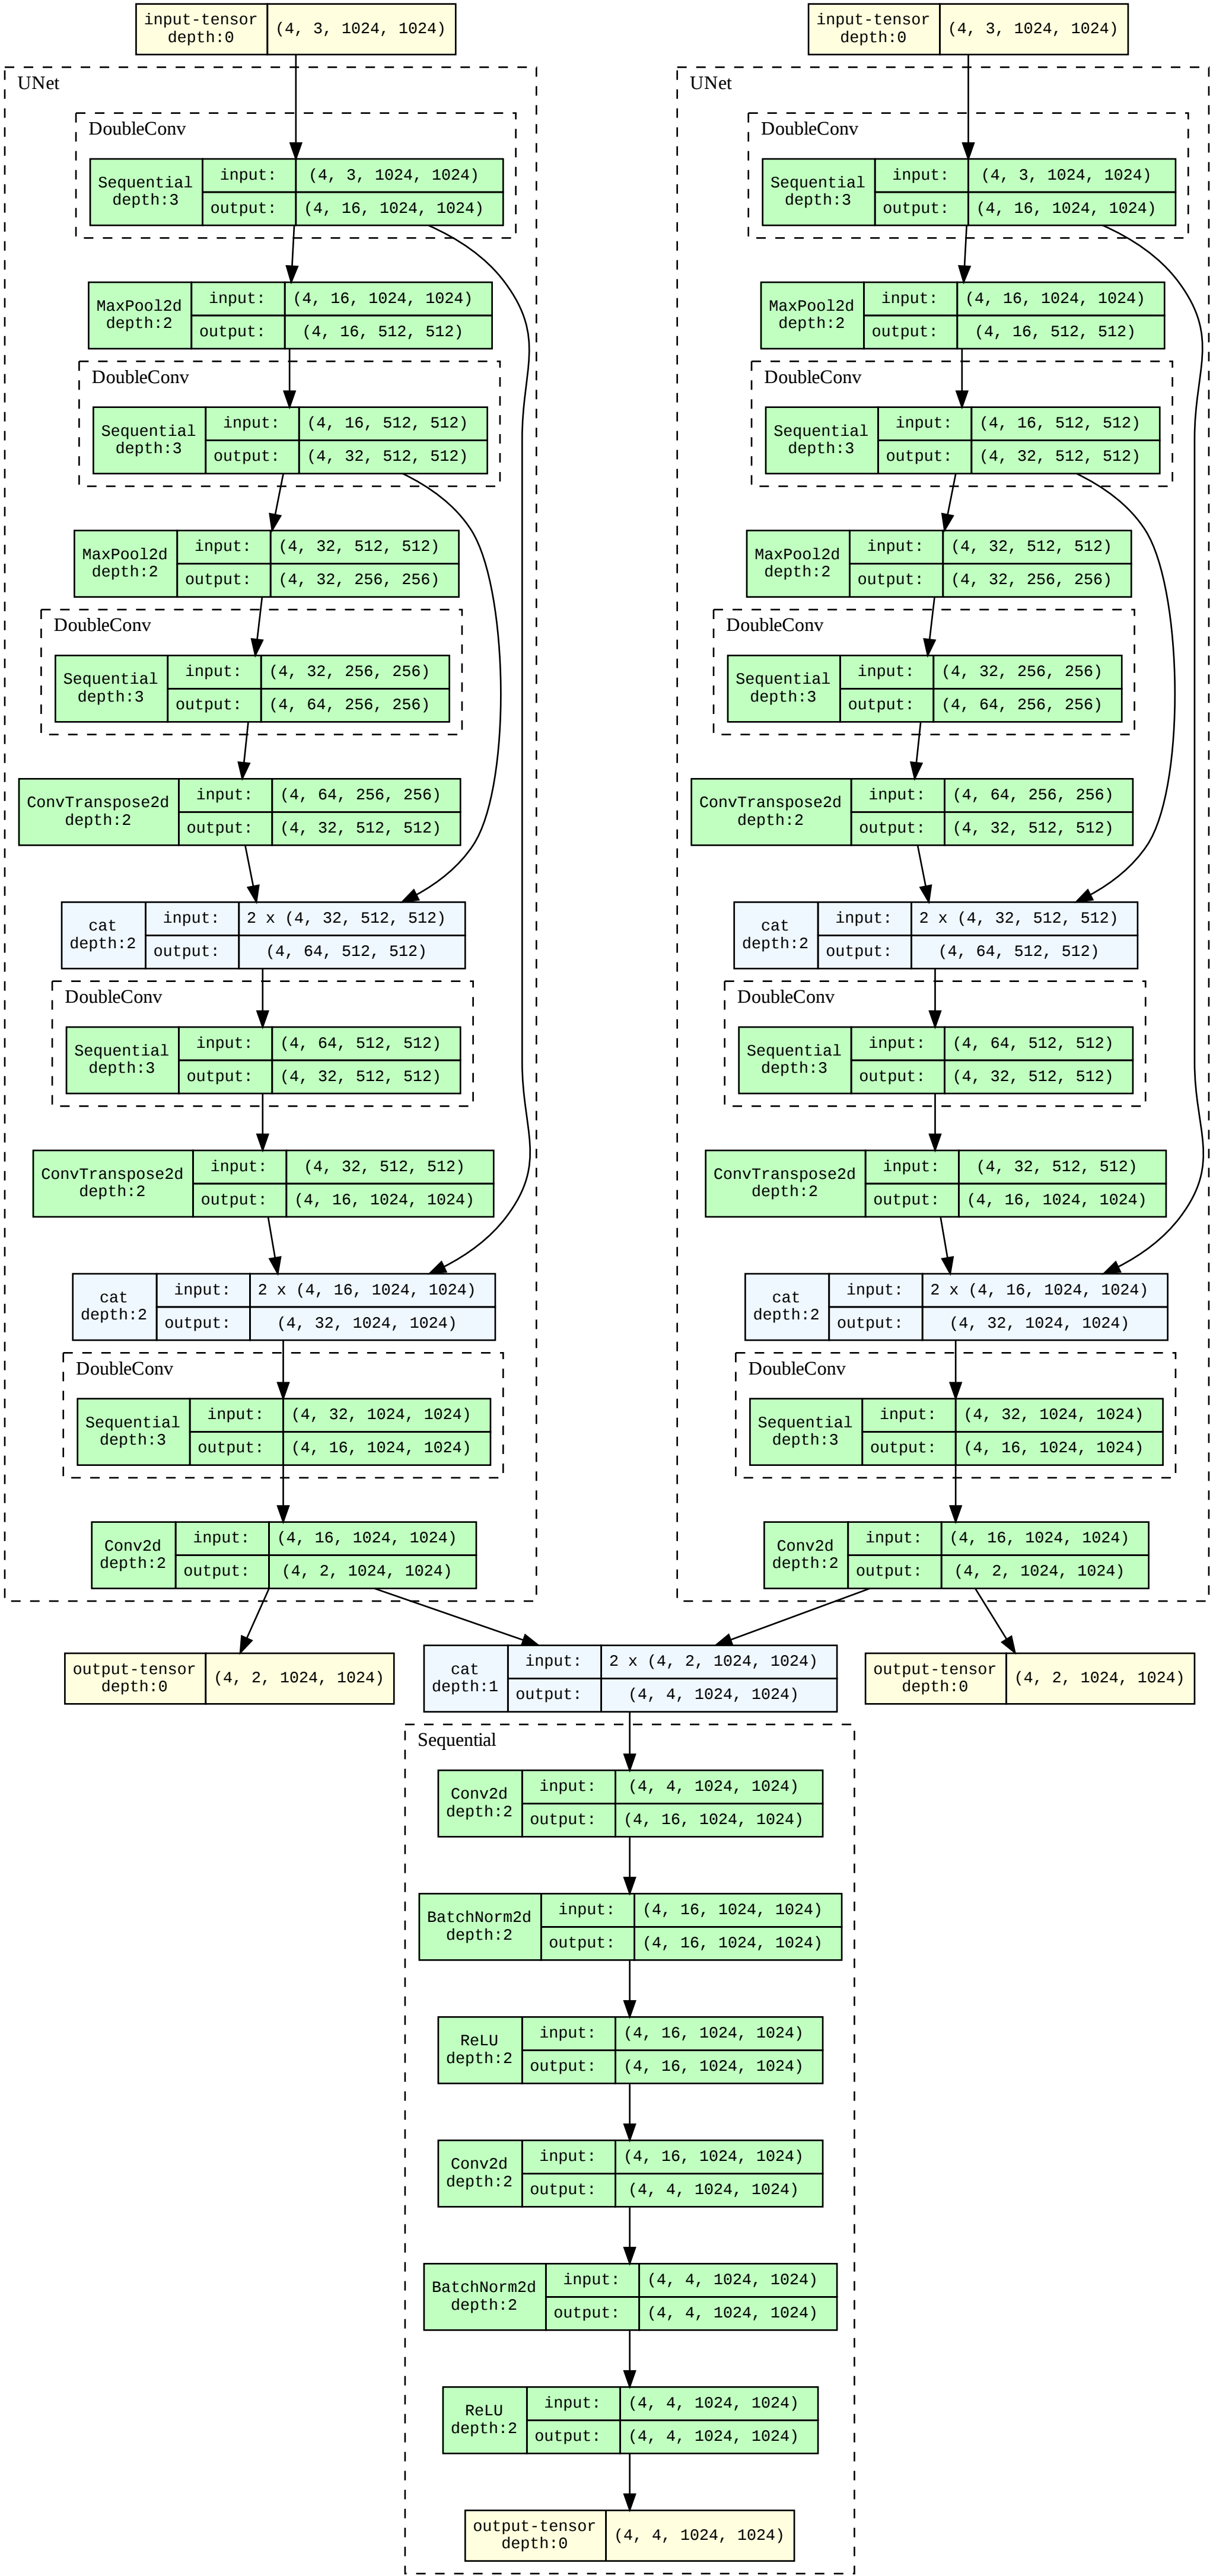 input-tensor
depth:0
(4, 3, 1024, 1024)
UNet
DoubleConv
Sequential
depth:3
input:
(4, 3, 1024, 1024)
output:
(4, 16, 1024, 1024)
MaxPool2d
depth:2
input:
(4, 16, 1024, 1024)
output:
(4, 16, 512, 512)
DoubleConv
Sequential
depth:3
input:
(4, 16, 512, 512)
output:
(4, 32, 512, 512)
MaxPool2d
depth:2
input:
(4, 32, 512, 512)
output:
(4, 32, 256, 256)
DoubleConv
Sequential
depth:3
input:
(4, 32, 256, 256)
output:
(4, 64, 256, 256)
ConvTranspose2d
depth:2
input:
(4, 64, 256, 256)
output:
(4, 32, 512, 512)
cat
depth:2
input:
2 x (4, 32, 512, 512)
output:
(4, 64, 512, 512)
DoubleConv
Sequential
depth:3
input:
(4, 64, 512, 512)
output:
(4, 32, 512, 512)
ConvTranspose2d
depth:2
input:
(4, 32, 512, 512)
output:
(4, 16, 1024, 1024)
cat
depth:2
input:
2 x (4, 16, 1024, 1024)
output:
(4, 32, 1024, 1024)
DoubleConv
Sequential
depth:3
input:
(4, 32, 1024, 1024)
output:
(4, 16, 1024, 1024)
Conv2d
depth:2
input:
(4, 16, 1024, 1024)
output:
(4, 2, 1024, 1024)
output-tensor
depth:0
(4, 2, 1024, 1024)
input-tensor
depth:0
(4, 3, 1024, 1024)
UNet
DoubleConv
Sequential
depth:3
input:
(4, 3, 1024, 1024)
output:
(4, 16, 1024, 1024)
MaxPool2d
depth:2
input:
(4, 16, 1024, 1024)
output:
(4, 16, 512, 512)
DoubleConv
Sequential
depth:3
input:
(4, 16, 512, 512)
output:
(4, 32, 512, 512)
MaxPool2d
depth:2
input:
(4, 32, 512, 512)
output:
(4, 32, 256, 256)
DoubleConv
Sequential
depth:3
input:
(4, 32, 256, 256)
output:
(4, 64, 256, 256)
ConvTranspose2d
depth:2
input:
(4, 64, 256, 256)
output:
(4, 32, 512, 512)
cat
depth:2
input:
2 x (4, 32, 512, 512)
output:
(4, 64, 512, 512)
DoubleConv
Sequential
depth:3
input:
(4, 64, 512, 512)
output:
(4, 32, 512, 512)
ConvTranspose2d
depth:2
input:
(4, 32, 512, 512)
output:
(4, 16, 1024, 1024)
cat
depth:2
input:
2 x (4, 16, 1024, 1024)
output:
(4, 32, 1024, 1024)
DoubleConv
Sequential
depth:3
input:
(4, 32, 1024, 1024)
output:
(4, 16, 1024, 1024)
Conv2d
depth:2
input:
(4, 16, 1024, 1024)
output:
(4, 2, 1024, 1024)
output-tensor
depth:0
(4, 2, 1024, 1024)
cat
depth:1
input:
2 x (4, 2, 1024, 1024)
output:
(4, 4, 1024, 1024)
Sequential
Conv2d
depth:2
input:
(4, 4, 1024, 1024)
output:
(4, 16, 1024, 1024)
BatchNorm2d
depth:2
input:
(4, 16, 1024, 1024)
output:
(4, 16, 1024, 1024)
ReLU
depth:2
input:
(4, 16, 1024, 1024)
output:
(4, 16, 1024, 1024)
Conv2d
depth:2
input:
(4, 16, 1024, 1024)
output:
(4, 4, 1024, 1024)
BatchNorm2d
depth:2
input:
(4, 4, 1024, 1024)
output:
(4, 4, 1024, 1024)
ReLU
depth:2
input:
(4, 4, 1024, 1024)
output:
(4, 4, 1024, 1024)
output-tensor
depth:0
(4, 4, 1024, 1024)